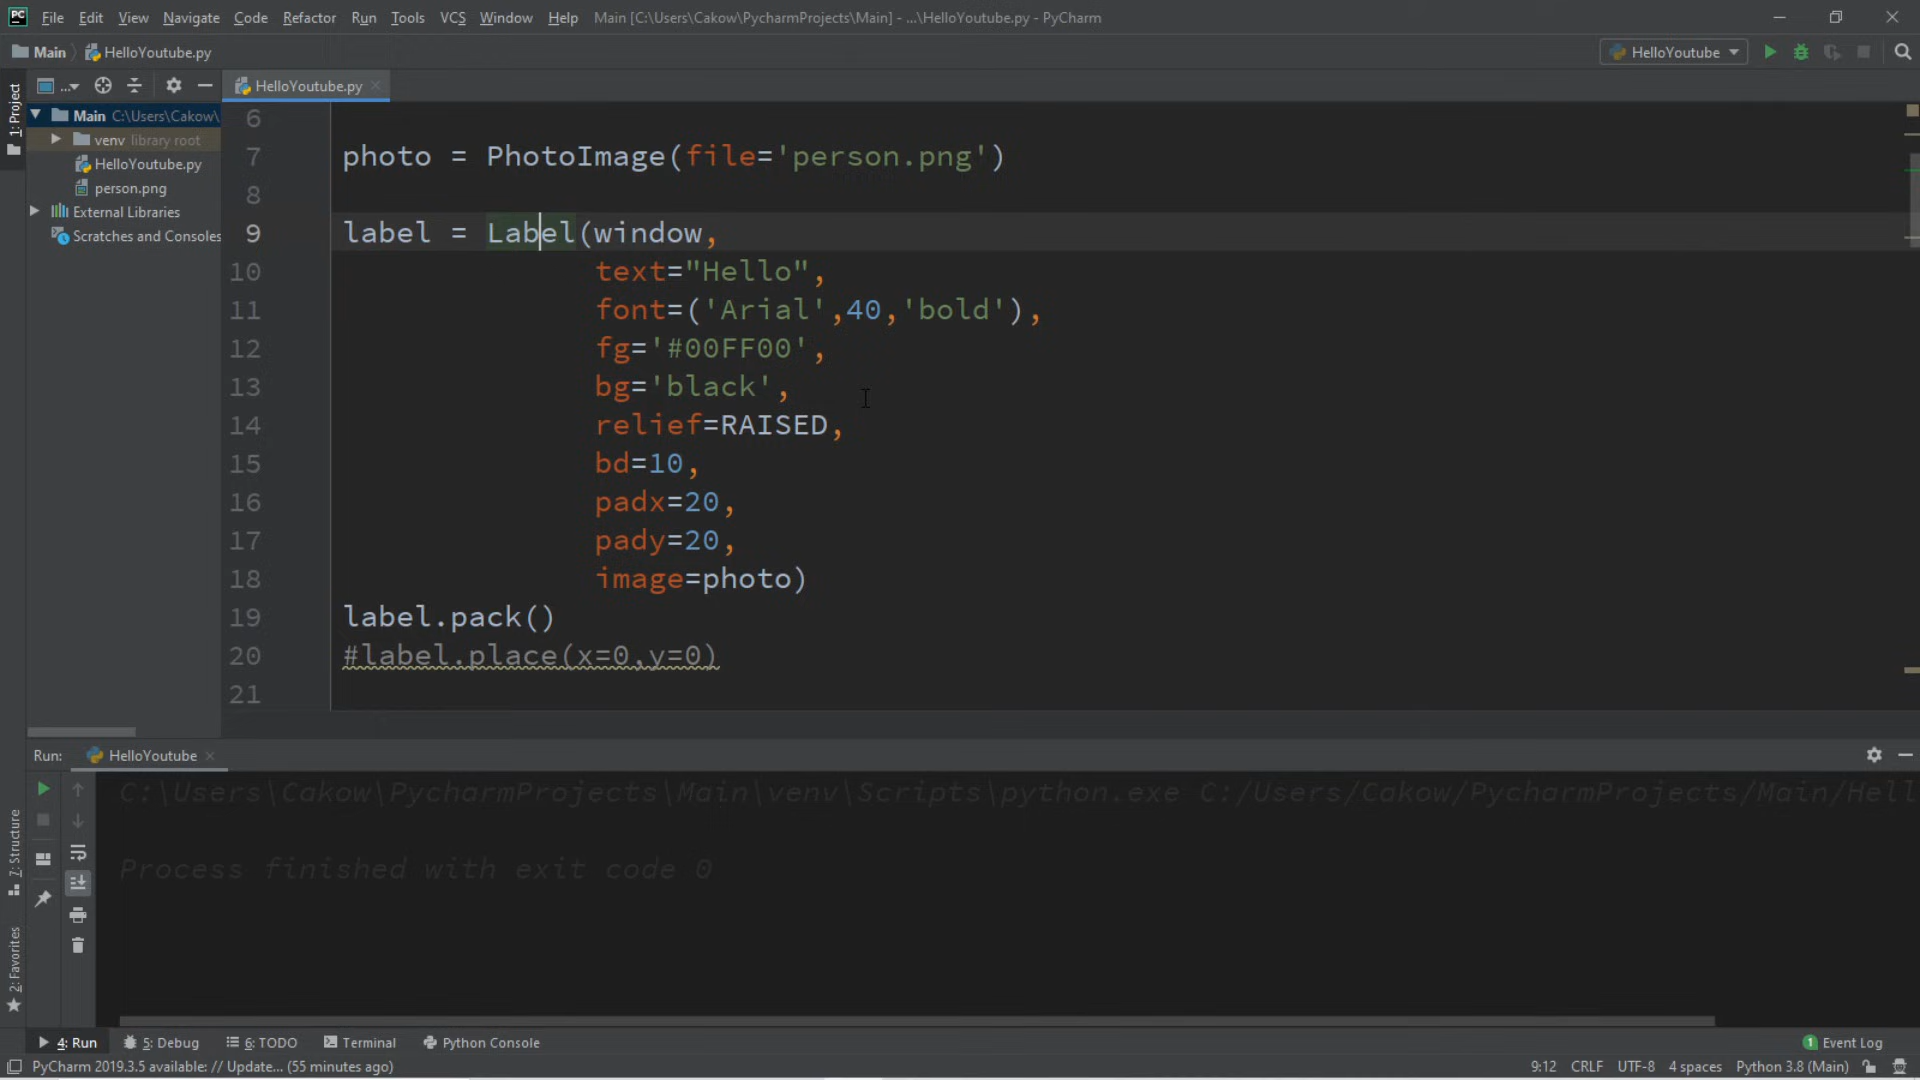 PC File Edit View Navigate Code Refactor Run Tools VCS Window Help Main [C:\Users\Cakow\PycharmProjects\Main] - ...\HelloYoutube.py - PyCharm
Main HelloYoutube.py HelloYoutube
1: Project
... HelloYoutube.py
Main C:\Users\Cakow\
venv library root
HelloYoutube.py
person.png
External Libraries
Scratches and Consoles
6
7 photo = PhotoImage(file='person.png')
8
9 label = Label(window,
10 text="Hello",
11 font=('Arial',40,'bold'),
12 fg='#00FF00',
13 bg='black',
14 relief=RAISED,
15 bd=10,
16 padx=20,
17 pady=20,
18 image=photo)
19 label.pack()
20 #label.place(x=0,y=0)
21
Run: HelloYoutube
C:\Users\Cakow\PycharmProjects\Main\venv\Scripts\python.exe C:/Users/Cakow/PycharmProjects/Main/Hell
Process finished with exit code 0
7: Structure
2: Favorites
4: Run 5: Debug 6: TODO Terminal Python Console 1 Event Log
PyCharm 2019.3.5 available: // Update... (55 minutes ago) 9:12 CRLF UTF-8 4 spaces Python 3.8 (Main)